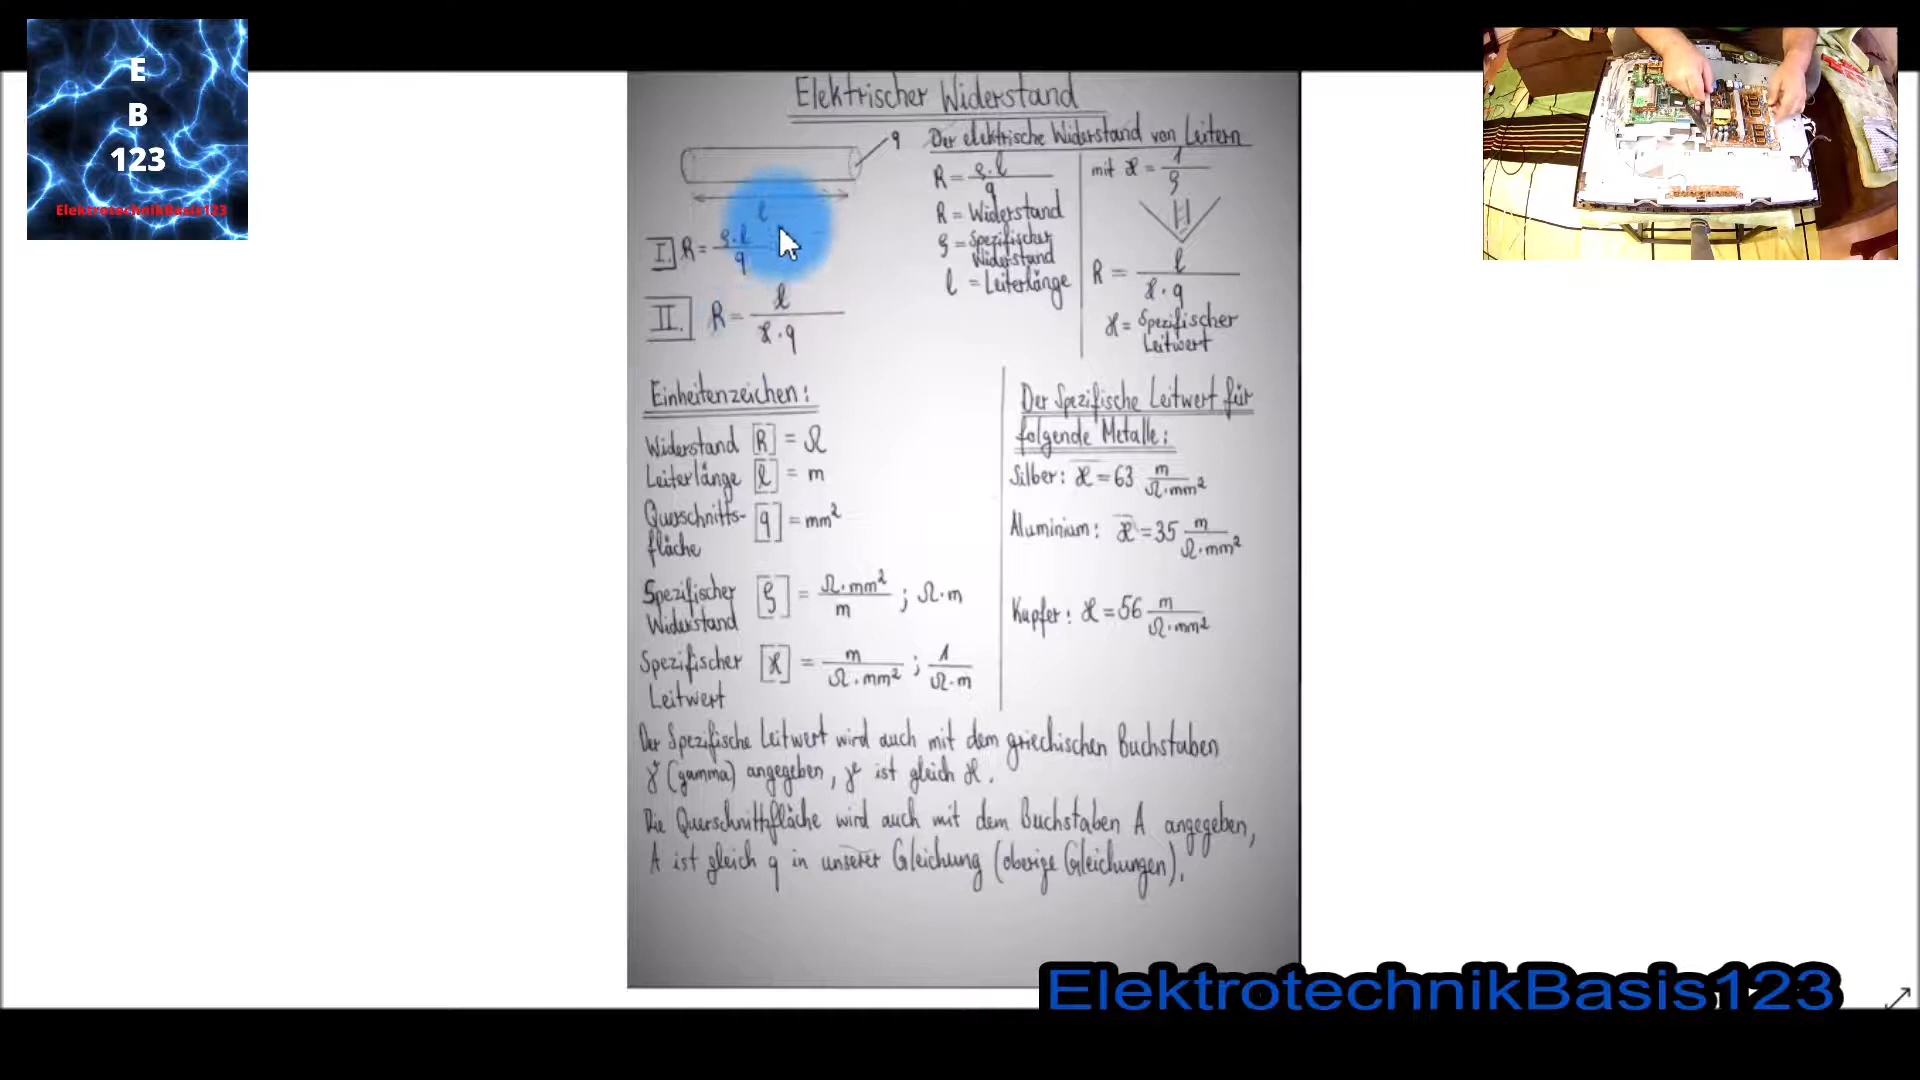 E
B
123
ElektrotechnikBasis123
Elektrischer Widerstand
q
l
I. R = ϱ·l / q
II. R = l / ϰ·q
Der elektrische Widerstand von Leitern
R = ϱ·l / q
R = Widerstand
ϱ = Spezifischer
Widerstand
l = Leiterlänge
mit ϰ = 1 / ϱ
R = l / ϰ·q
ϰ = Spezifischer
Leitwert
Einheitenzeichen:
Widerstand [R] = Ω
Leiterlänge [l] = m
Querschnitts- [q] = mm²
fläche
Spezifischer [ϱ] = Ω·mm² / m ; Ω·m
Widerstand
Spezifischer [ϰ] = m / Ω·mm² ; 1 / Ω·m
Leitwert
Der Spezifische Leitwert für
folgende Metalle:
Silber: ϰ = 63 m / Ω·mm²
Aluminium: ϰ = 35 m / Ω·mm²
Kupfer: ϰ = 56 m / Ω·mm²
Der Spezifische Leitwert wird auch mit dem griechischen Buchstaben
γ (gamma) angegeben, γ ist gleich ϰ.
Die Querschnittsfläche wird auch mit dem Buchstaben A angegeben,
A ist gleich q in unserer Gleichung (oberige Gleichungen).
ElektrotechnikBasis123